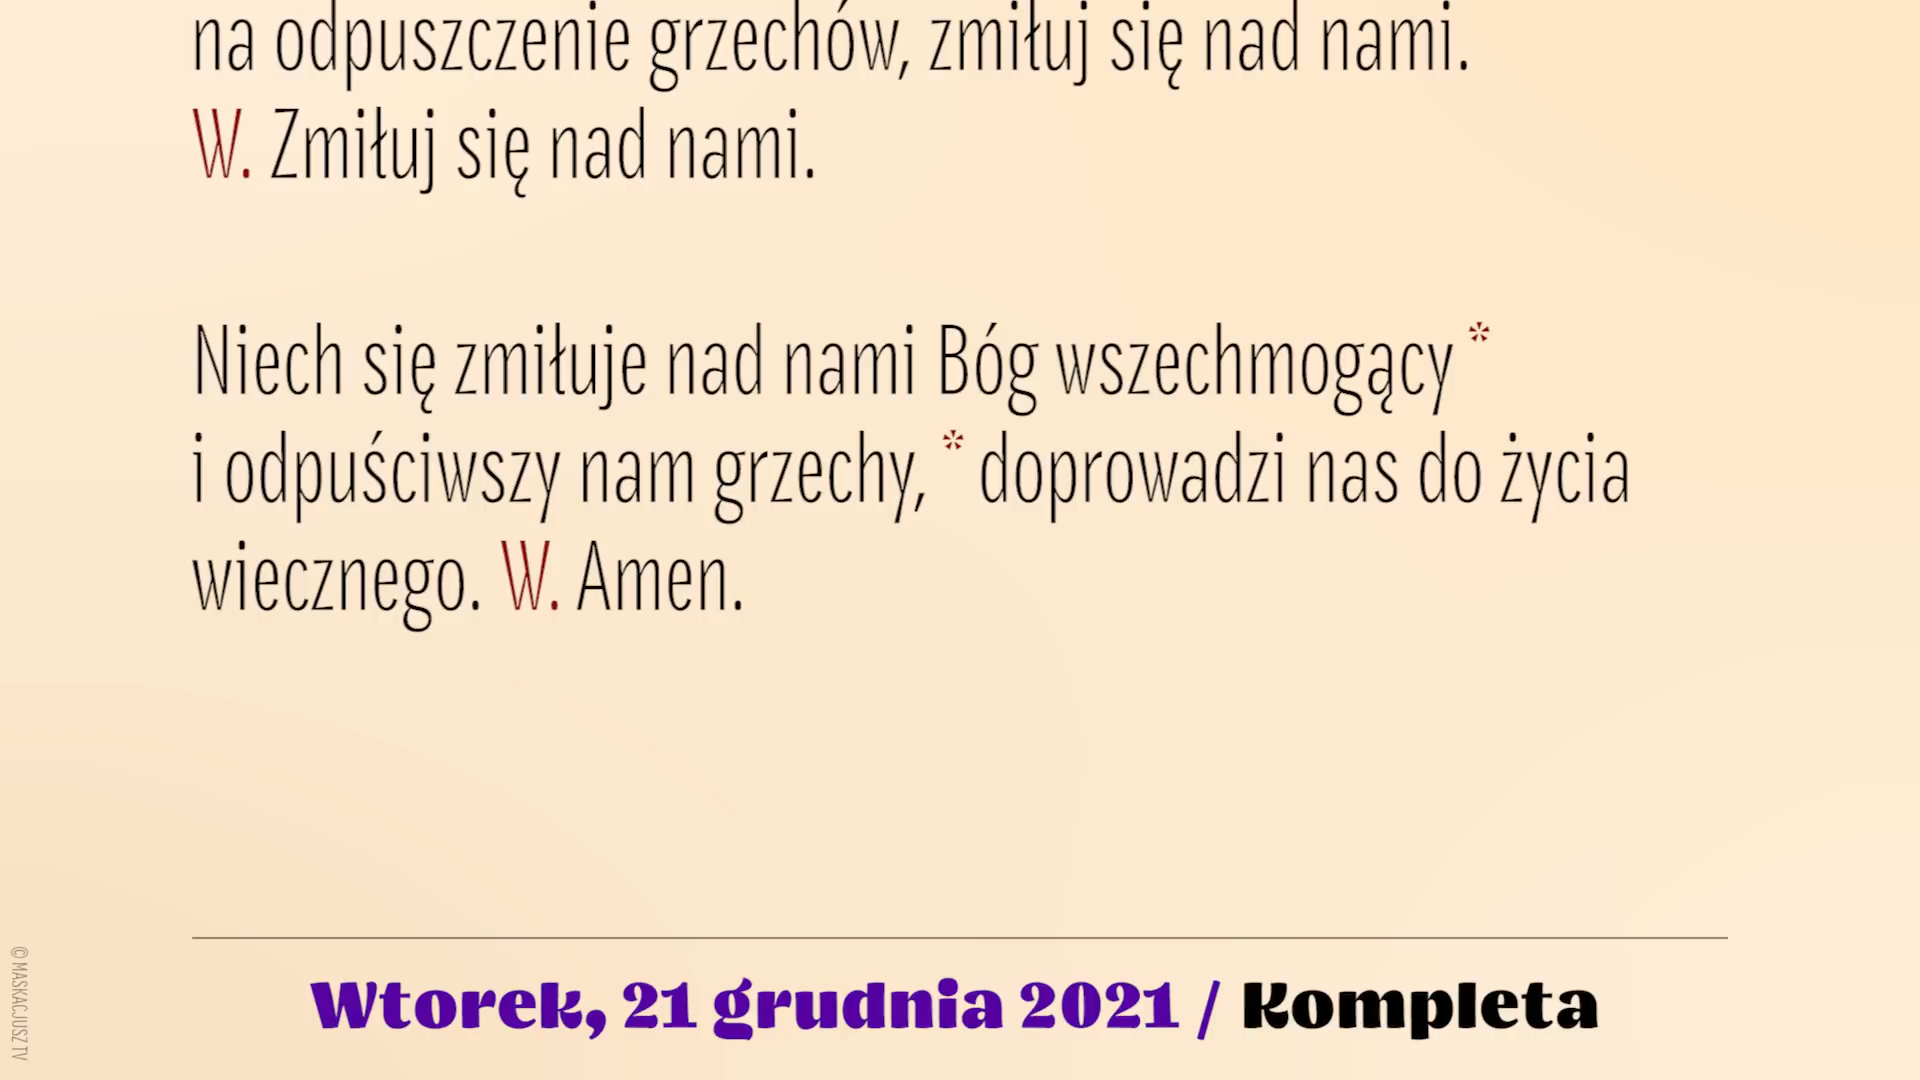 na odpuszczenie grzechów, zmiłuj się nad nami.
W. Zmiłuj się nad nami.
Niech się zmiłuje nad nami Bóg wszechmogący *
i odpuściwszy nam grzechy, * doprowadzi nas do życia
wiecznego. W. Amen.
Wtorek, 21 grudnia 2021 / Kompleta
© MASKACJUSZ TV